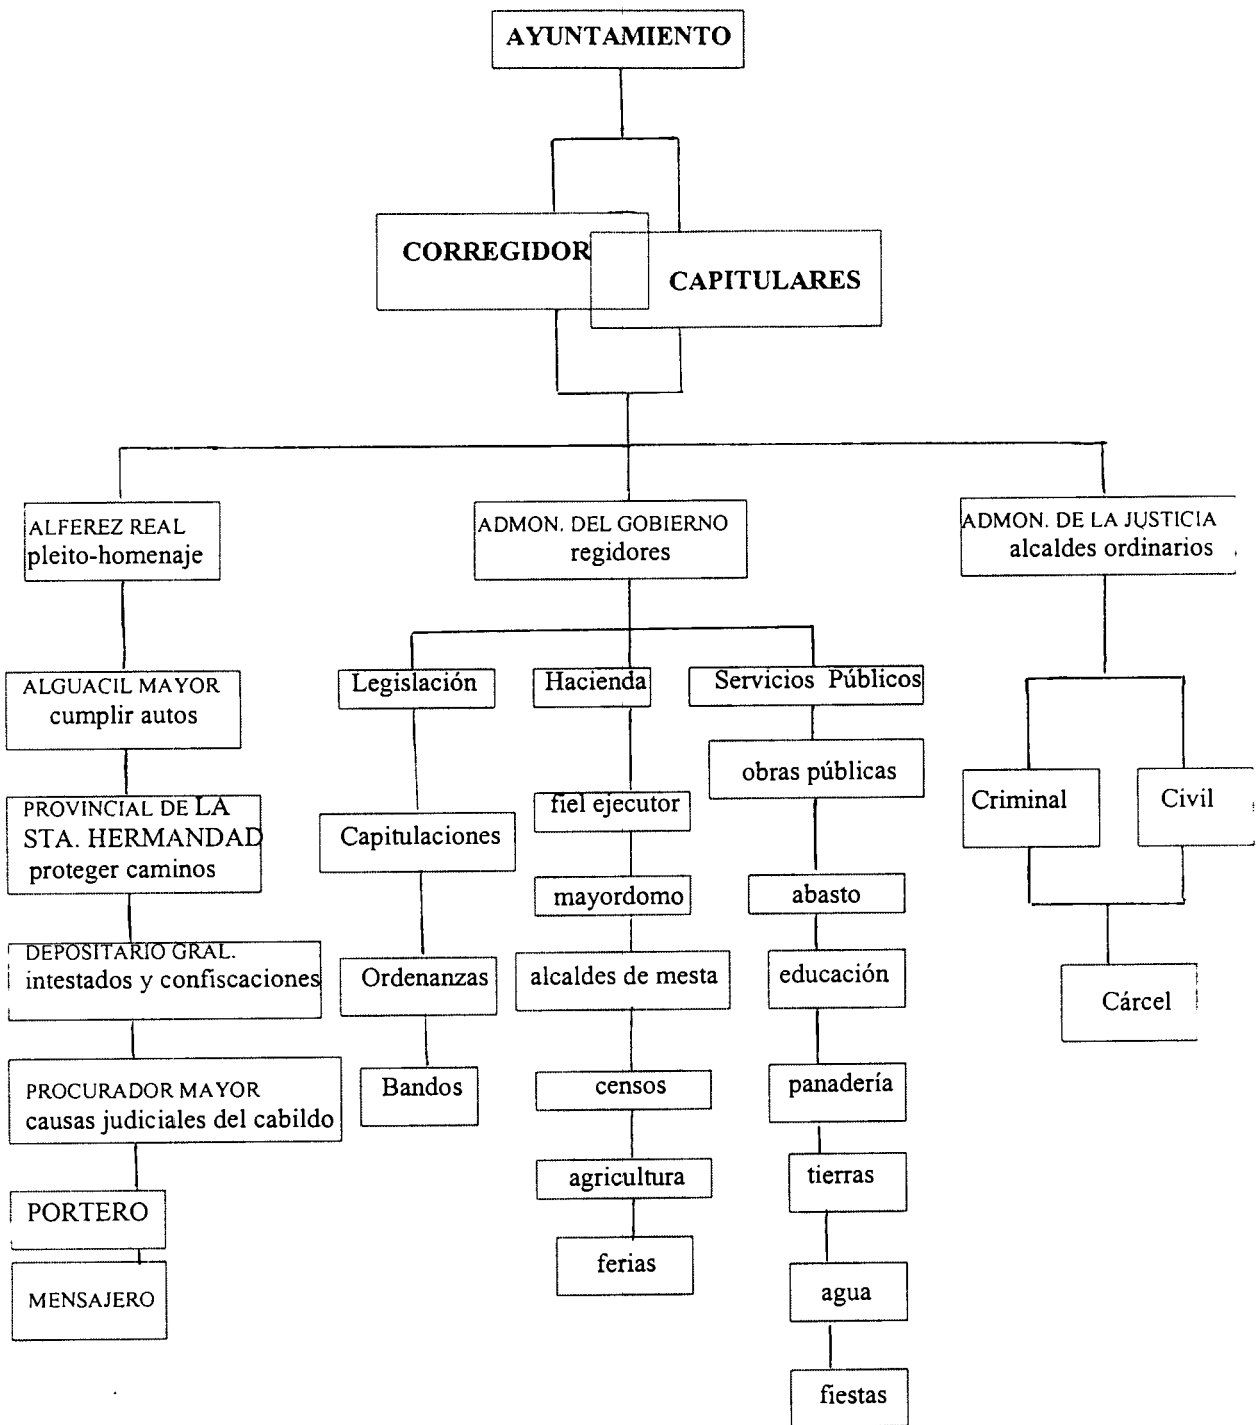 AYUNTAMIENTO
CORREGIDOR
CAPITULARES
ALFEREZ REAL
pleito-homenaje
ALGUACIL MAYOR
cumplir autos
PROVINCIAL DE LA
STA. HERMANDAD
proteger caminos
DEPOSITARIO GRAL.
intestados y confiscaciones
PROCURADOR MAYOR
causas judiciales del cabildo
PORTERO
MENSAJERO
ADMON. DEL GOBIERNO
regidores
Legislación
Capitulaciones
Ordenanzas
Bandos
Hacienda
fiel ejecutor
mayordomo
alcaldes de mesta
censos
agricultura
ferias
Servicios Públicos
obras públicas
abasto
educación
panadería
tierras
agua
fiestas
ADMON. DE LA JUSTICIA
alcaldes ordinarios
Criminal
Civil
Cárcel